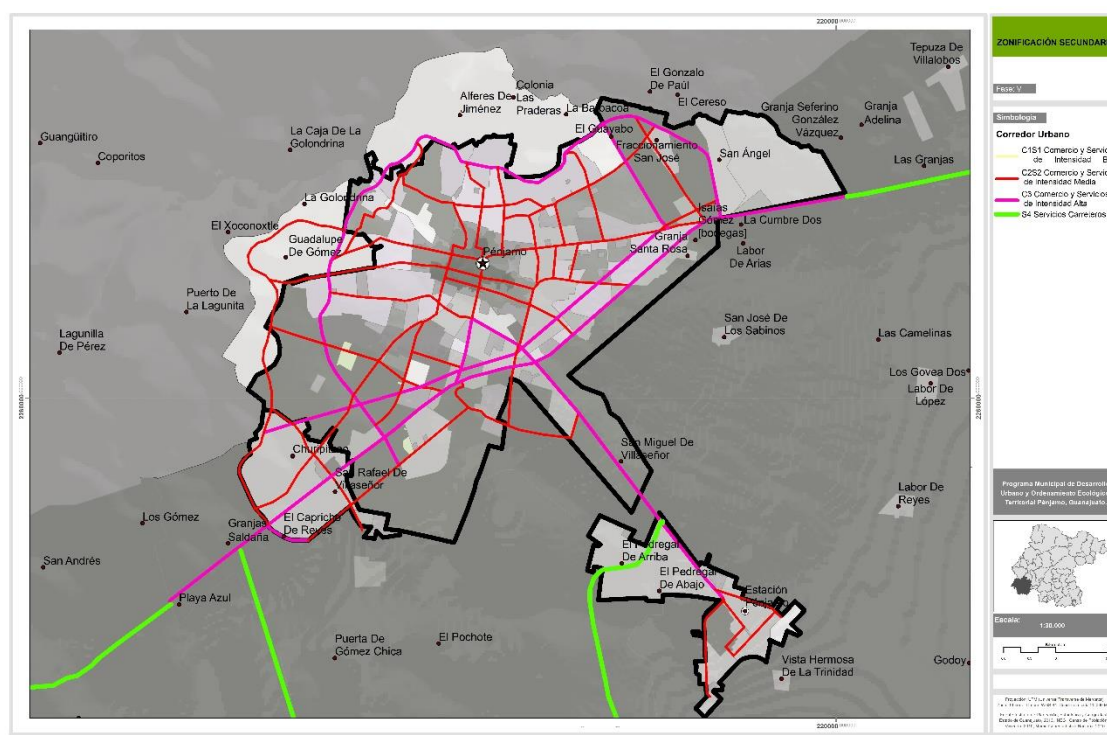 220000
Tepuza De
Villalobos
El Gonzalo
De Paúl
Colonia
Las
Praderas
Alferes De
Jiménez
La Barbacoa
El Cereso
Granja Seferino
González
Vázquez
Granja
Adelina
Guangüitiro
Coporitos
La Caja De La
Golondrina
El Guayabo
Fraccionamiento
San José
San Ángel
Las Granjas
La Golondrina
El Xoconoxtle
Guadalupe
De Gómez
Pénjamo
Isaías
Gómez
[bodegas]
La Cumbre Dos
Granja
Santa Rosa
Labor
De Arias
Puerto De
La Lagunita
Lagunilla
De Pérez
San José De
Los Sabinos
Las Camelinas
Los Govea Dos
Labor De
López
San Miguel De
Villaseñor
San Rafael De
Villaseñor
Labor De
Reyes
Los Gómez
Granjas
Saldaña
El Capricho
De Reyes
San Andrés
Playa Azul
El Pedregal
De Arriba
El Pedregal
De Abajo
Estación
Pénjamo
Puerta De
Gómez Chica
El Pochote
Vista Hermosa
De La Trinidad
Godoy
220000
ZONIFICACIÓN SECUNDAR
Fase: V
Simbología
Corredor Urbano
C1S1 Comercio y Servic
de Intensidad B
C2S2 Comercio y Servic
de Intensidad Media
C3 Comercio y Servicios
de Intensidad Alta
S4 Servicios Carreteros
Programa Municipal de Desarrollo
Urbano y Ordenamiento Ecológico
Territorial Pénjamo, Guanajuato
Escala: